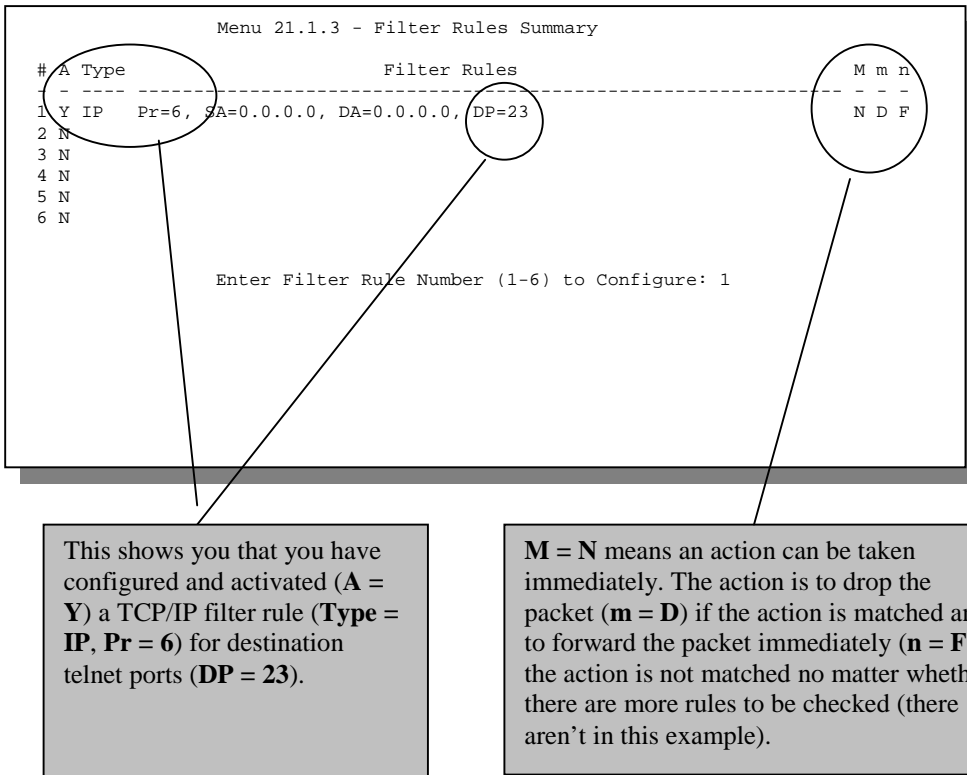 Menu 21.1.3 - Filter Rules Summary
# A Type Filter Rules M m n
- - ---- --------------------------------------------------------------------- - - -
1 Y IP Pr=6, SA=0.0.0.0, DA=0.0.0.0, DP=23 N D F
2 N
3 N
4 N
5 N
6 N
Enter Filter Rule Number (1-6) to Configure: 1
This shows you that you have
configured and activated (A =
Y) a TCP/IP filter rule (Type =
IP, Pr = 6) for destination
telnet ports (DP = 23).
M = N means an action can be taken
immediately. The action is to drop the
packet (m = D) if the action is matched
to forward the packet immediately (n = F
the action is not matched no matter
there are more rules to be checked (there
aren't in this example).